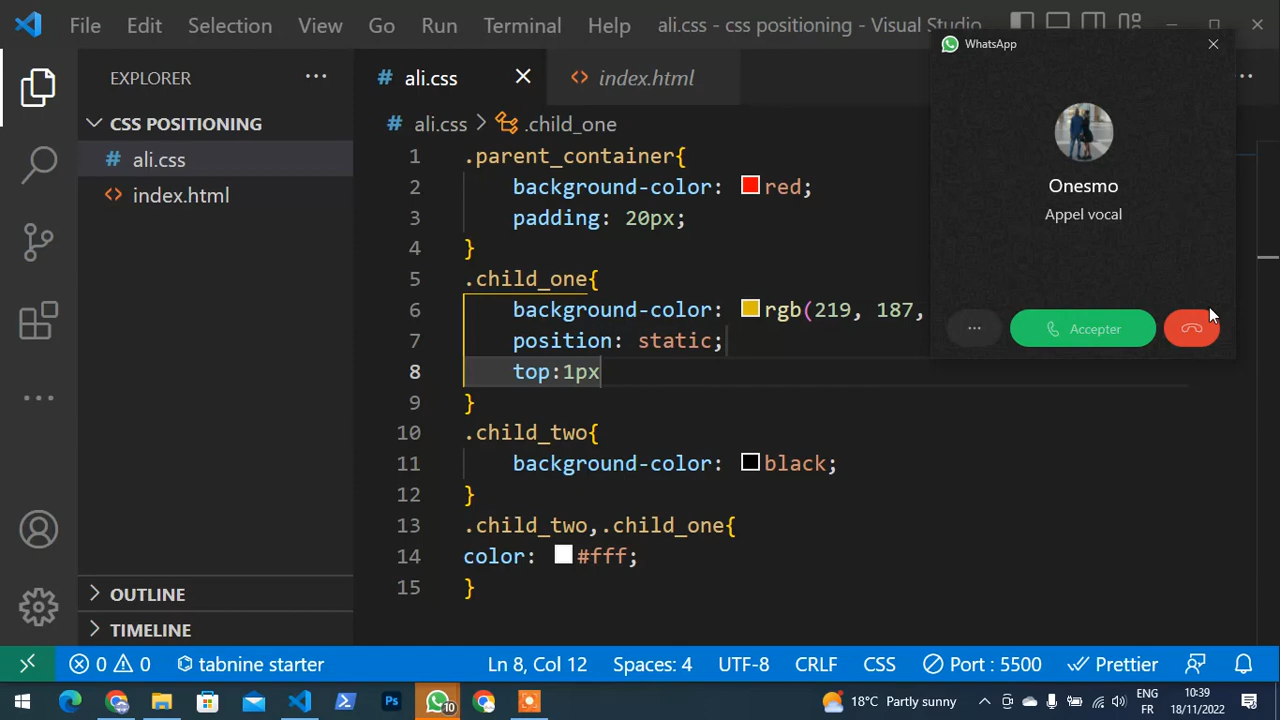 File Edit Selection View Go Run Terminal Help ali.css - css positioning - Visual Studio
WhatsApp
Onesmo
Appel vocal
Accepter
EXPLORER
CSS POSITIONING
# ali.css
<> index.html
OUTLINE
TIMELINE
# ali.css
<> index.html
# ali.css > .child_one
1 .parent_container{
2 background-color: red;
3 padding: 20px;
4 }
5 .child_one{
6 background-color: rgb(219, 187,
7 position: static;
8 top:1px
9 }
10 .child_two{
11 background-color: black;
12 }
13 .child_two,.child_one{
14 color: #fff;
15 }
0 0 tabnine starter Ln 8, Col 12 Spaces: 4 UTF-8 CRLF CSS Port : 5500 Prettier
Ps 10 18°C Partly sunny ENG 10:39
FR 18/11/2022